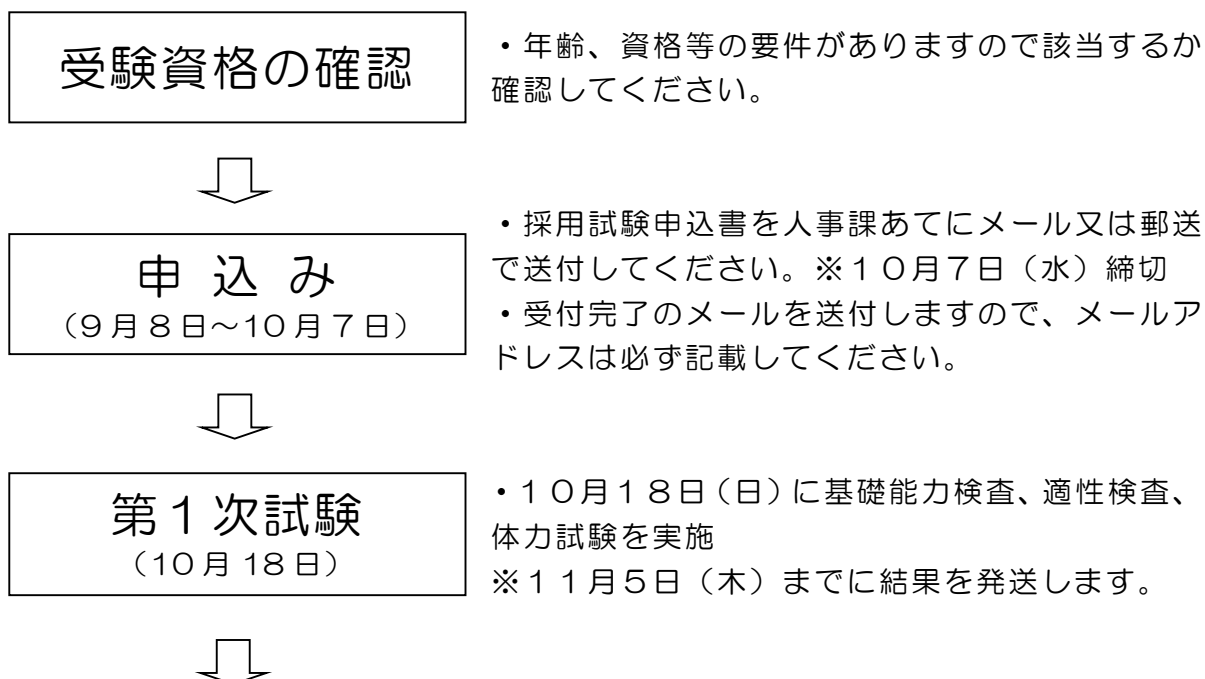 受験資格の確認
・年齢、資格等の要件がありますので該当するか
確認してください。
申 込 み
（９月８日～１０月７日）
・採用試験申込書を人事課あてにメール又は郵送
で送付してください。※１０月７日（水）締切
・受付完了のメールを送付しますので、メールア
ドレスは必ず記載してください。
第１次試験
（１０月１８日）
・１０月１８日（日）に基礎能力検査、適性検査、
体力試験を実施
※１１月５日（木）までに結果を発送します。